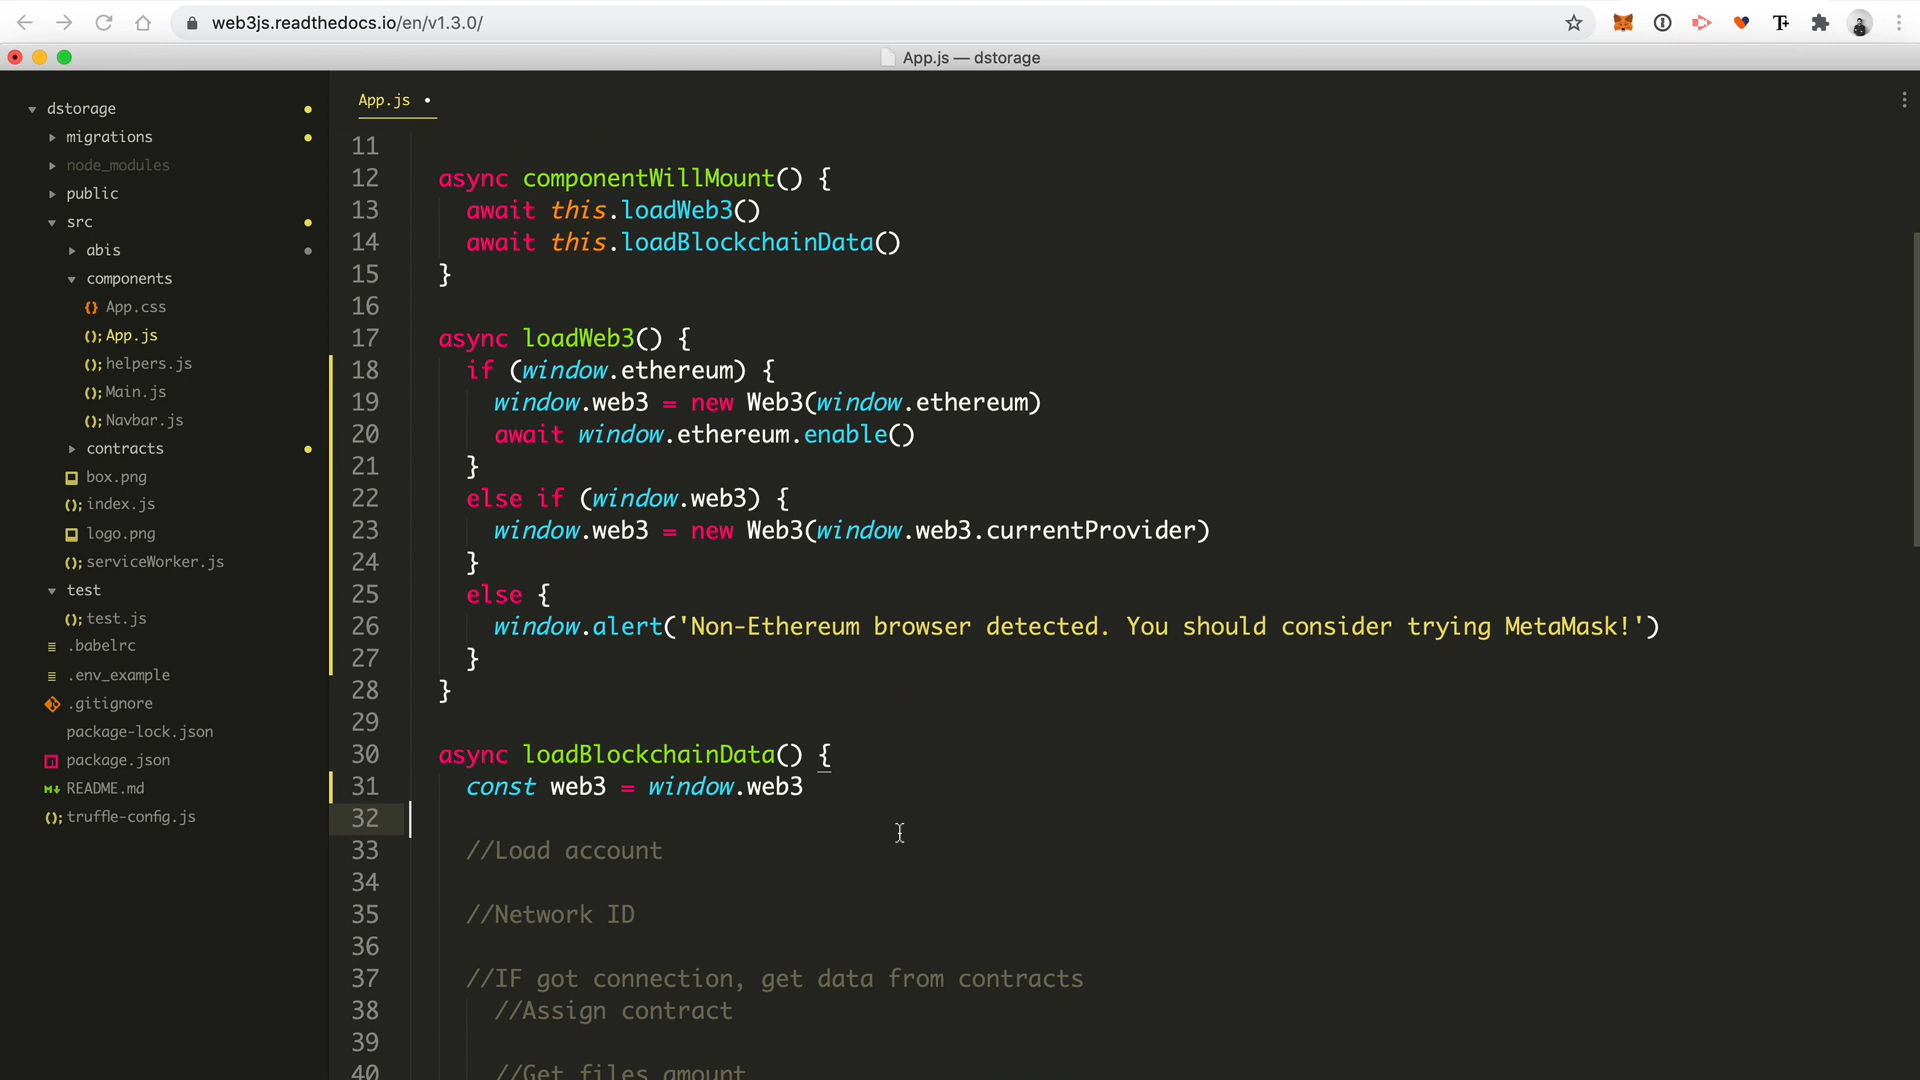 web3js.readthedocs.io/en/v1.3.0/
App.js — dstorage
dstorage
migrations
node_modules
public
src
abis
components
App.css
App.js
helpers.js
Main.js
Navbar.js
contracts
box.png
index.js
logo.png
serviceWorker.js
test
test.js
.babelrc
.env_example
.gitignore
package-lock.json
package.json
README.md
truffle-config.js
App.js •
11
12 async componentWillMount() {
13 await this.loadWeb3()
14 await this.loadBlockchainData()
15 }
16
17 async loadWeb3() {
18 if (window.ethereum) {
19 window.web3 = new Web3(window.ethereum)
20 await window.ethereum.enable()
21 }
22 else if (window.web3) {
23 window.web3 = new Web3(window.web3.currentProvider)
24 }
25 else {
26 window.alert('Non-Ethereum browser detected. You should consider trying MetaMask!')
27 }
28 }
29
30 async loadBlockchainData() {
31 const web3 = window.web3
32
33 //Load account
34
35 //Network ID
36
37 //IF got connection, get data from contracts
38 //Assign contract
39
40 //Get files amount